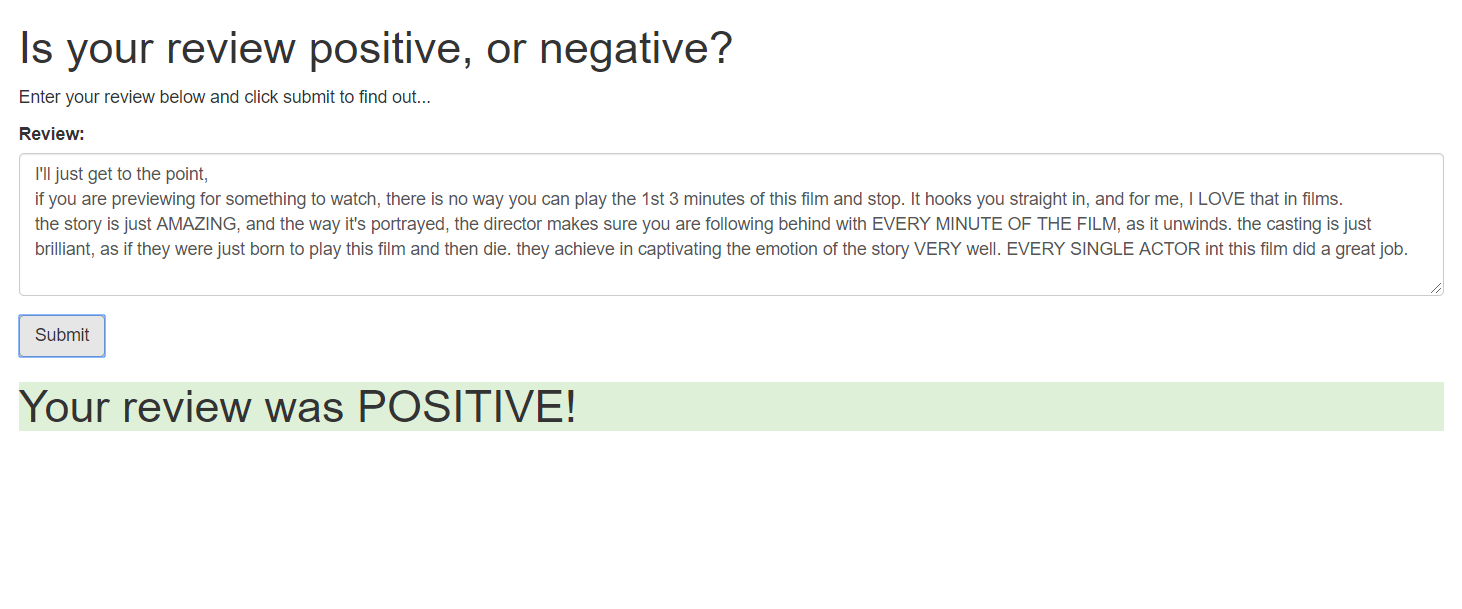 Is your review positive, or negative?
Enter your review below and click submit to find out...
Review:
I'll just get to the point,
if you are previewing for something to watch, there is no way you can play the 1st 3 minutes of this film and stop. It hooks you straight in, and for me, I LOVE that in films.
the story is just AMAZING, and the way it's portrayed, the director makes sure you are following behind with EVERY MINUTE OF THE FILM, as it unwinds. the casting is just
brilliant, as if they were just born to play this film and then die. they achieve in captivating the emotion of the story VERY well. EVERY SINGLE ACTOR int this film did a great job.
Submit
Your review was POSITIVE!